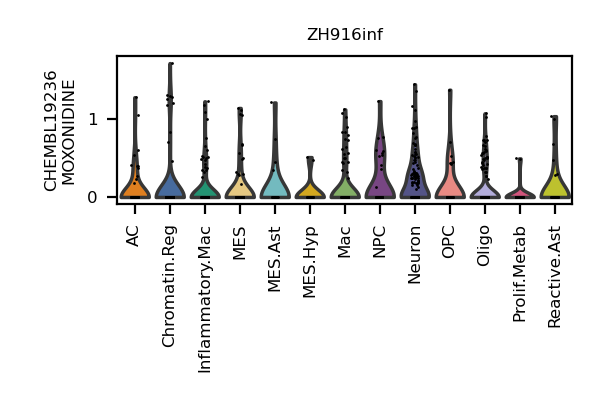 ZH916inf
CHEMBL19236
MOXONIDINE
1
0
AC
Chromatin.Reg
Inflammatory.Mac
MES
MES.Ast
MES.Hyp
Mac
NPC
Neuron
OPC
Oligo
Prolif.Metab
Reactive.Ast